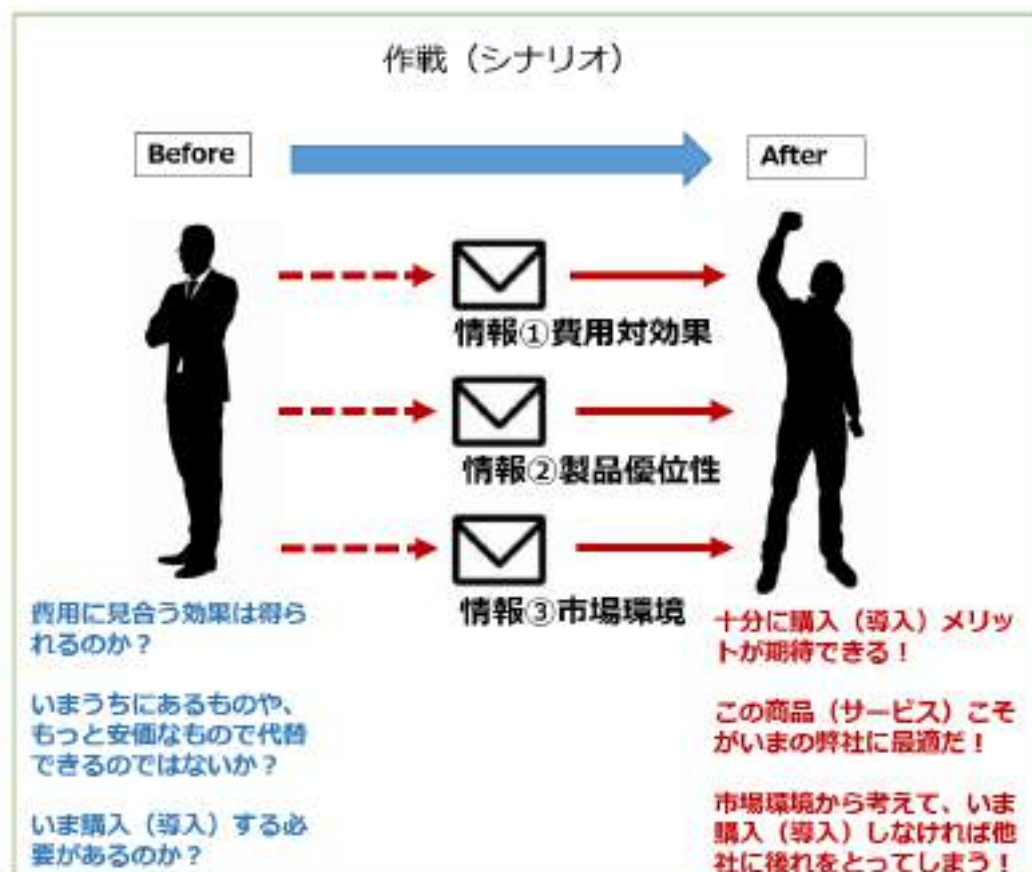 作戦（シナリオ）
Before
After
情報①費用対効果
情報②製品優位性
情報③市場環境
費用に見合う効果は得ら
れるのか？
いまうちにあるものや、
もっと安価なもので代替
できるのではないか？
いま購入（導入）する必
要があるのか？
十分に購入（導入）メリッ
トが期待できる！
この商品（サービス）こそ
がいまの弊社に最適だ！
市場環境から考えて、いま
購入（導入）しなければ他
社に後れをとってしまう！